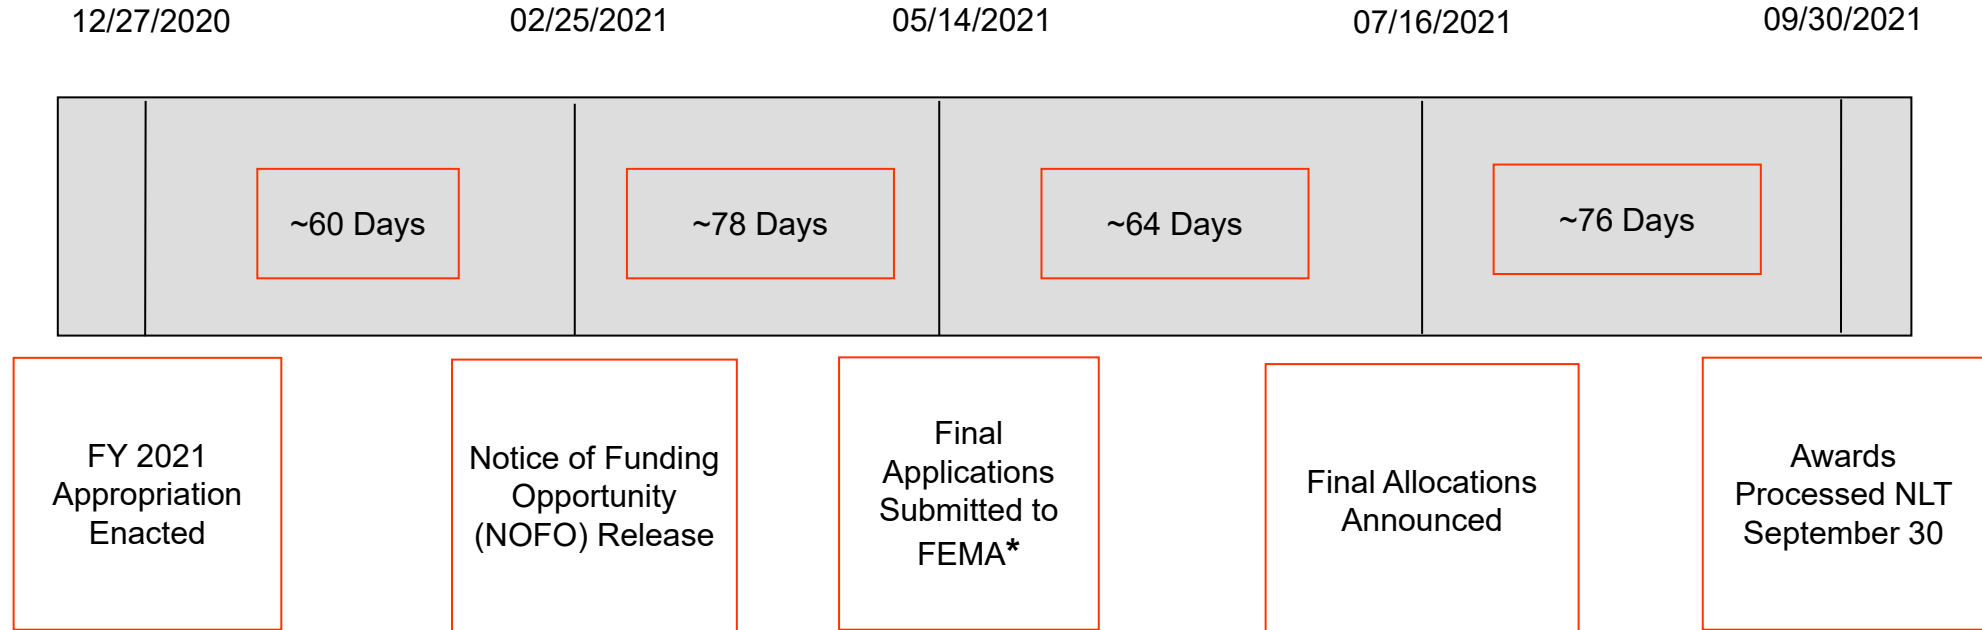 12/27/2020
02/25/2021
05/14/2021
07/16/2021
09/30/2021
~60 Days
~78 Days
~64 Days
~76 Days
FY 2021
Appropriation
Enacted
Notice of Funding
Opportunity
(NOFO) Release
Final
Applications
Submitted to
FEMA*
Final Allocations
Announced
Awards
Processed NLT
September 30